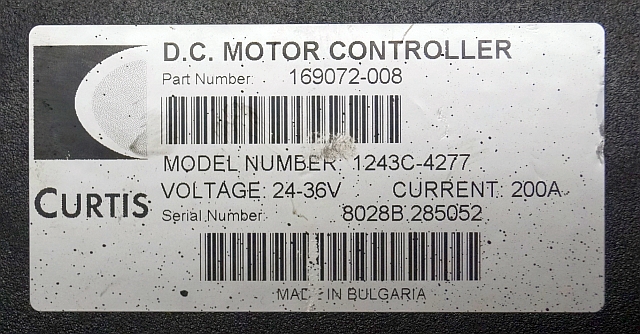 D.C. MOTOR CONTROLLER
Part Number: 169072-008
MODEL NUMBER: 1243C-4277
VOLTAGE: 24-36V CURRENT: 200A
CURTIS
Serial Number: 8028B.285052
MADE IN BULGARIA